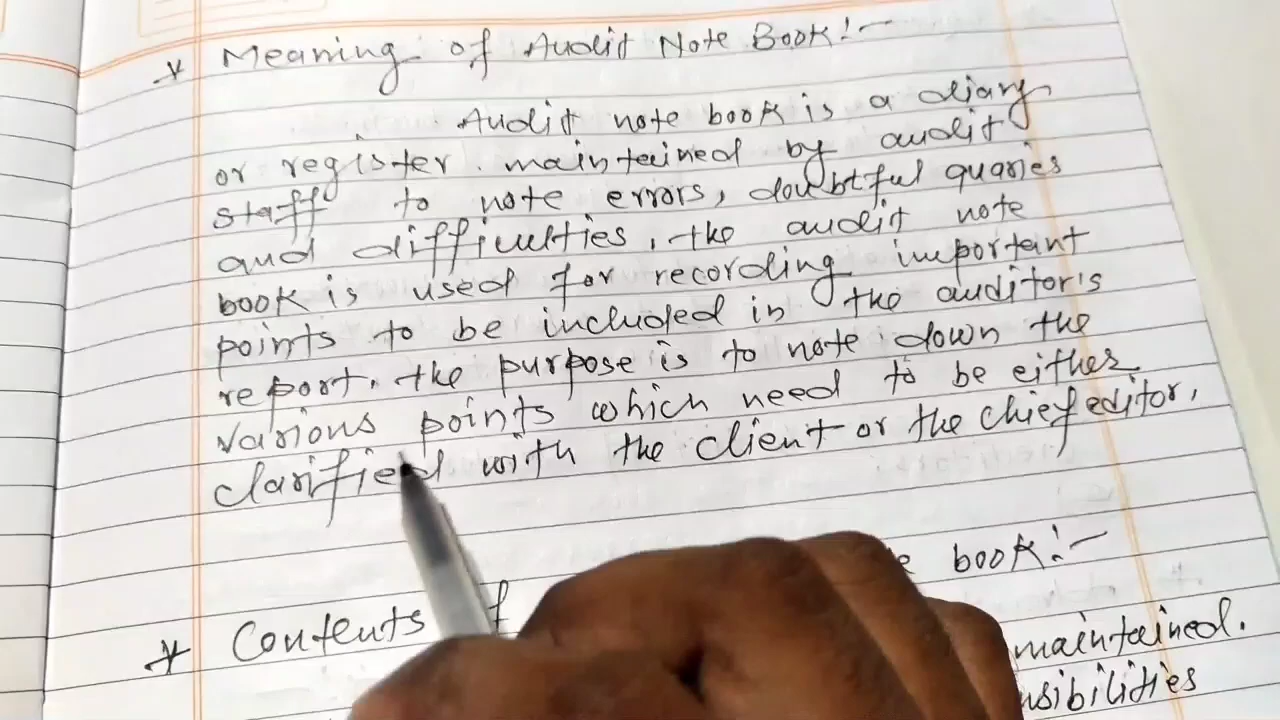 * Meaning of Audit Note Book:-
Audit note book is a diary
or register. maintained by audit
staff to note errors, doubtful quaries
and difficulties, the audit note
book is used for recording important
points to be included in the auditor's
report. the purpose is to note down the
various points which need to be either
clarified with the client or the chief editor,
* Contents of book:-
maintained.